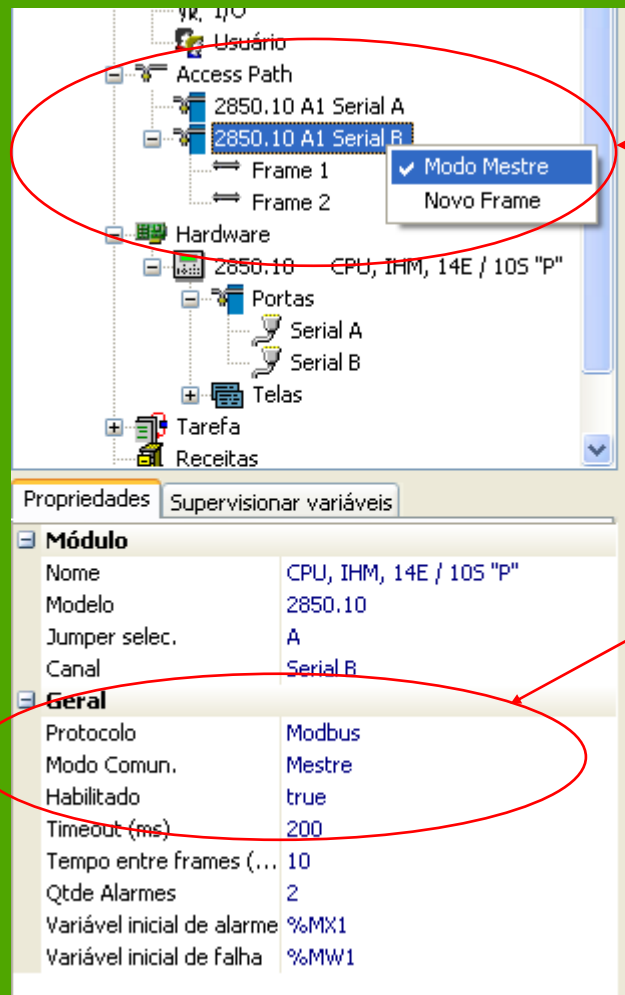 I/O
Usuário
Access Path
2850.10 A1 Serial A
2850.10 A1 Serial B
Modo Mestre
Frame 1
Novo Frame
Frame 2
Hardware
2850.10 CPU, IHM, 14E / 10S "P"
Portas
Serial A
Serial B
Telas
Tarefa
Receitas
Propriedades Supervisionar variáveis
Módulo
Nome CPU, IHM, 14E / 10S "P"
Modelo 2850.10
Jumper selec. A
Canal Serial B
Geral
Protocolo Modbus
Modo Comun. Mestre
Habilitado true
Timeout (ms) 200
Tempo entre frames (... 10
Qtde Alarmes 2
Variável inicial de alarme %MX1
Variável inicial de falha %MW1